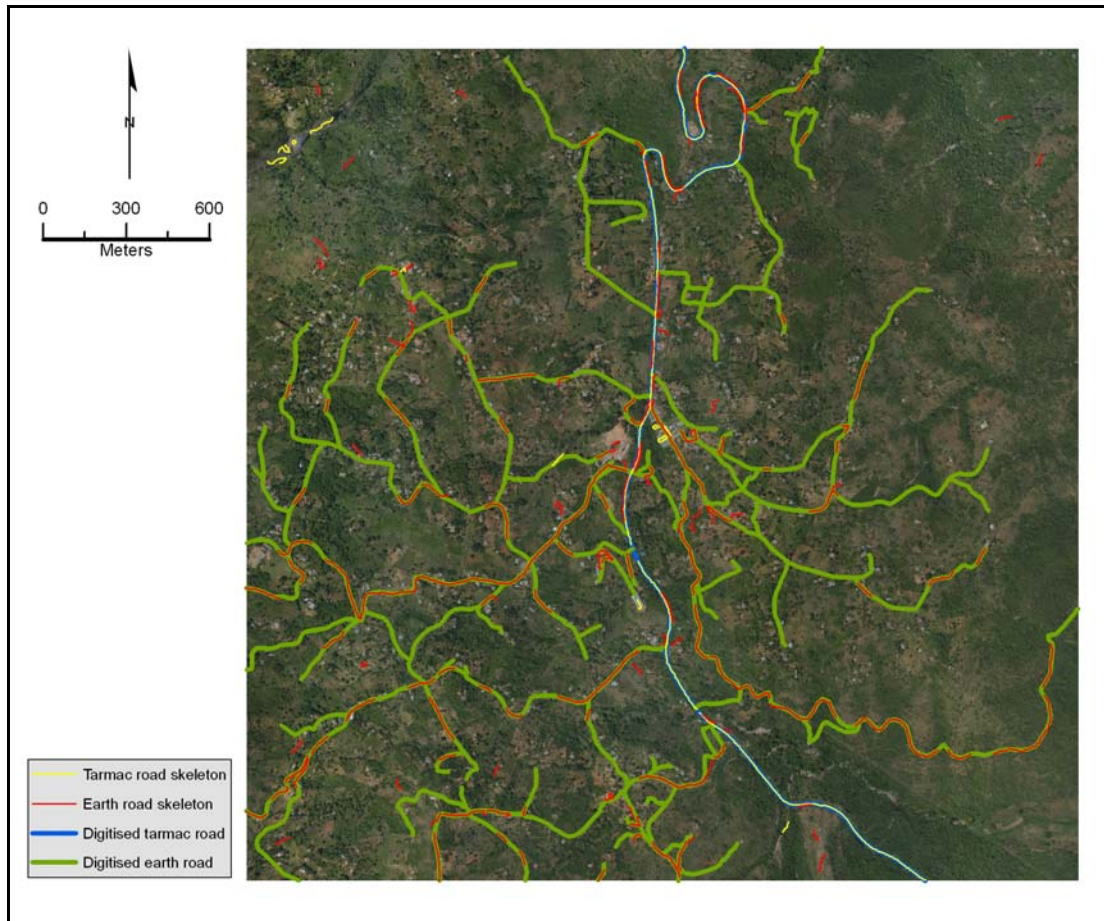 N
0 300 600
Meters
Tarmac road skeleton
Earth road skeleton
Digitised tarmac road
Digitised earth road